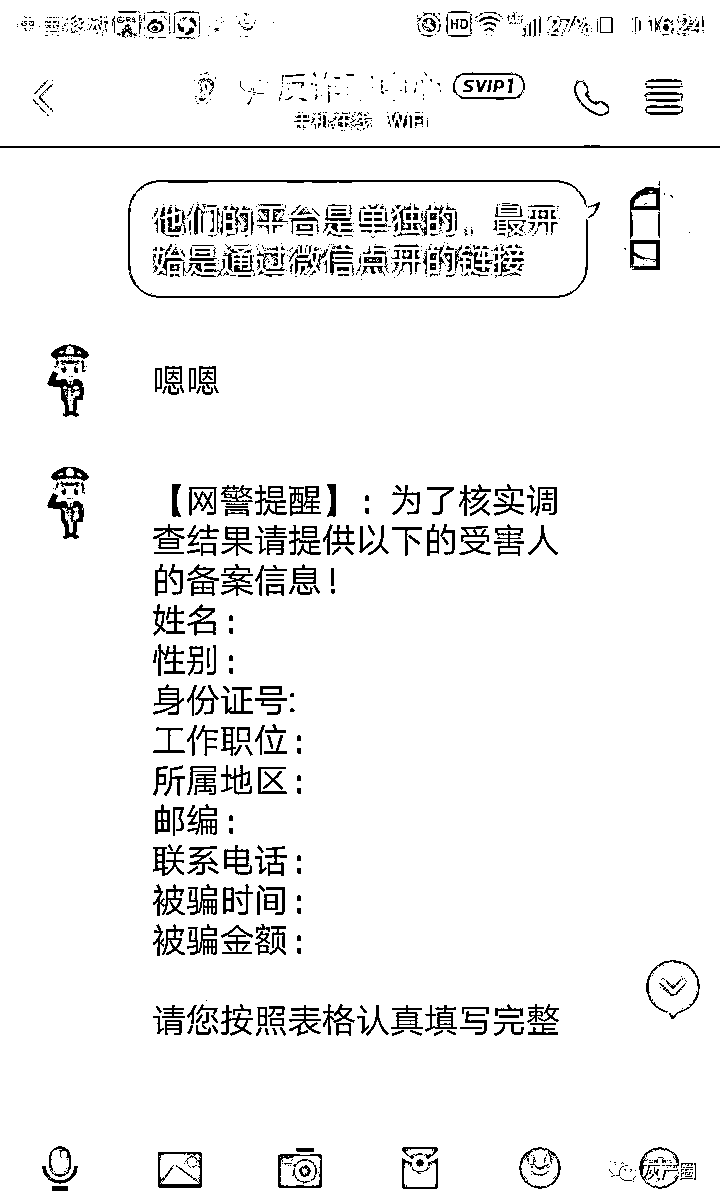 中国移动 HD 27% 16:24
反诈 中心 SVIP1
手机在线 WIFI
他们的平台是单独的。最开
始是通过微信点开的链接
嗯嗯
【网警提醒】：为了核实调
查结果请提供以下的受害人
的备案信息！
姓名：
性别：
身份证号:
工作职位：
所属地区：
邮编：
联系电话：
被骗时间：
被骗金额：
请您按照表格认真填写完整
灰产圈